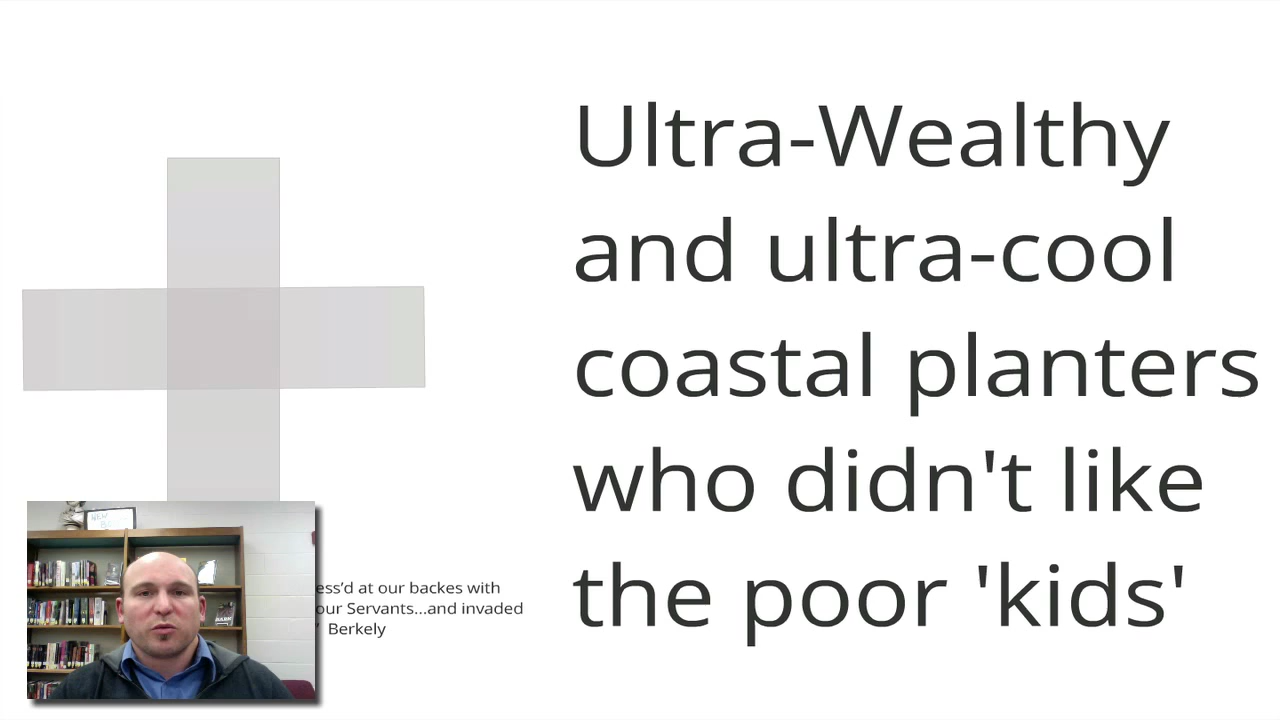 Ultra-Wealthy
and ultra-cool
coastal planters
who didn't like
the poor 'kids'
ess’d at our backes with
our Servants...and invaded
” Berkely
NEW